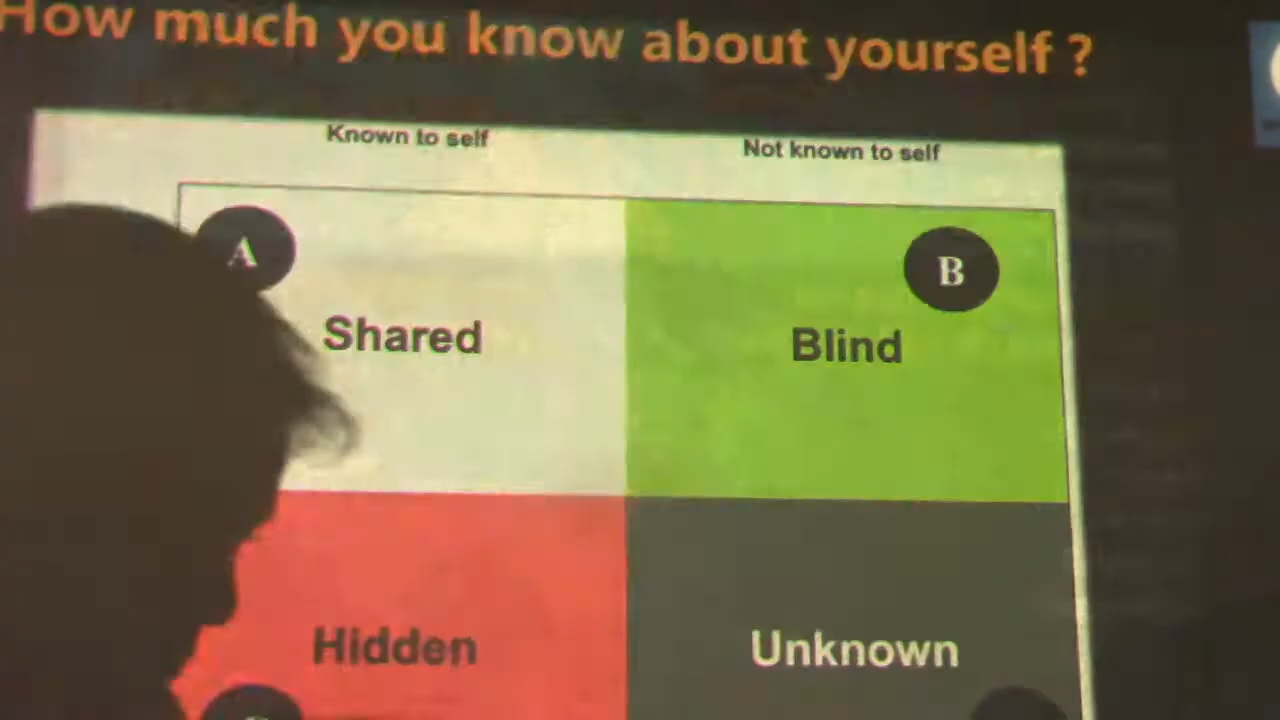 How much you know about yourself ?
Known to self
Not known to self
A
B
Shared
Blind
Hidden
Unknown